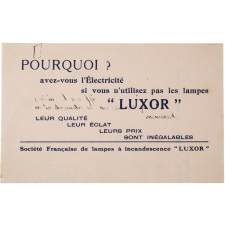 POURQUOI ?
avez-vous l'Électricité
si vous n'utilisez pas les lampes
"LUXOR"
LEUR QUALITÉ
LEUR ÉCLAT
LEURS PRIX
SONT INÉGALABLES
Société Française de lampes à incandescence "LUXOR"